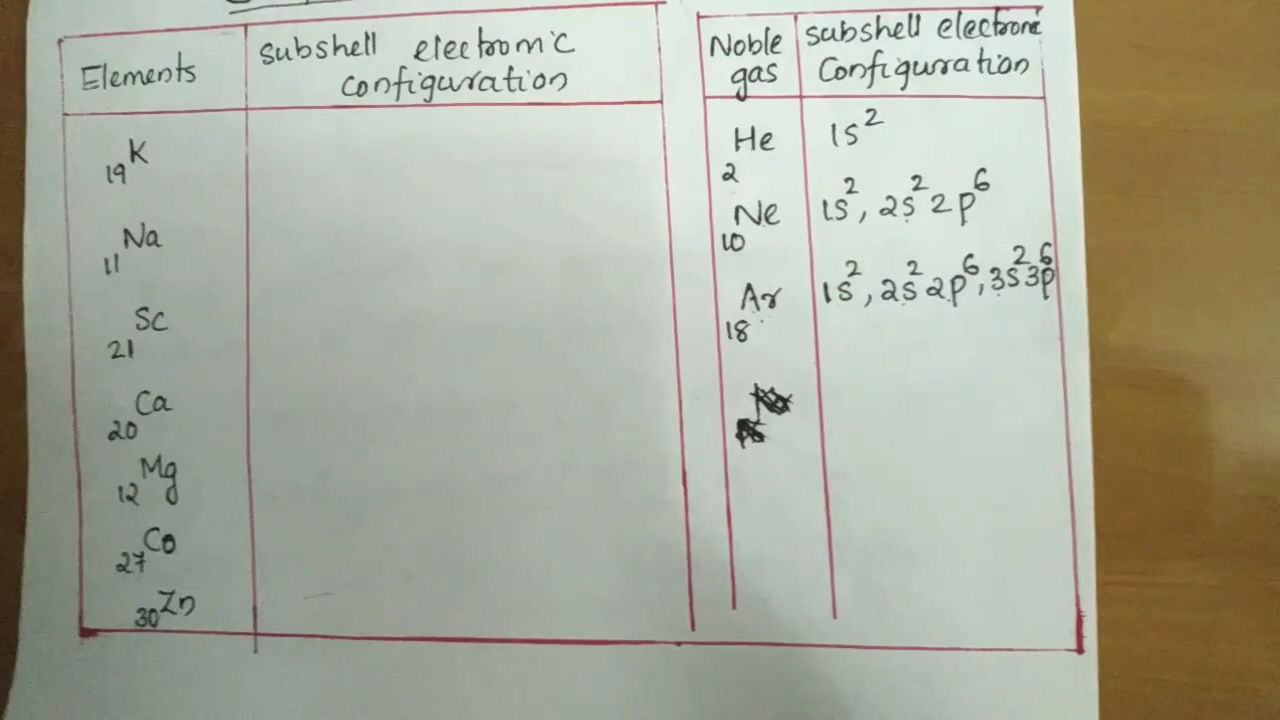 Elements
subshell electronic
configuration
19K
11Na
21Sc
20Ca
12Mg
27Co
30Zn
Noble
gas
subshell electronic
Configuration
He
2
1s²
Ne
10
1s², 2s² 2p⁶
Ar
18
1s², 2s² 2p⁶, 3s² 3p⁶